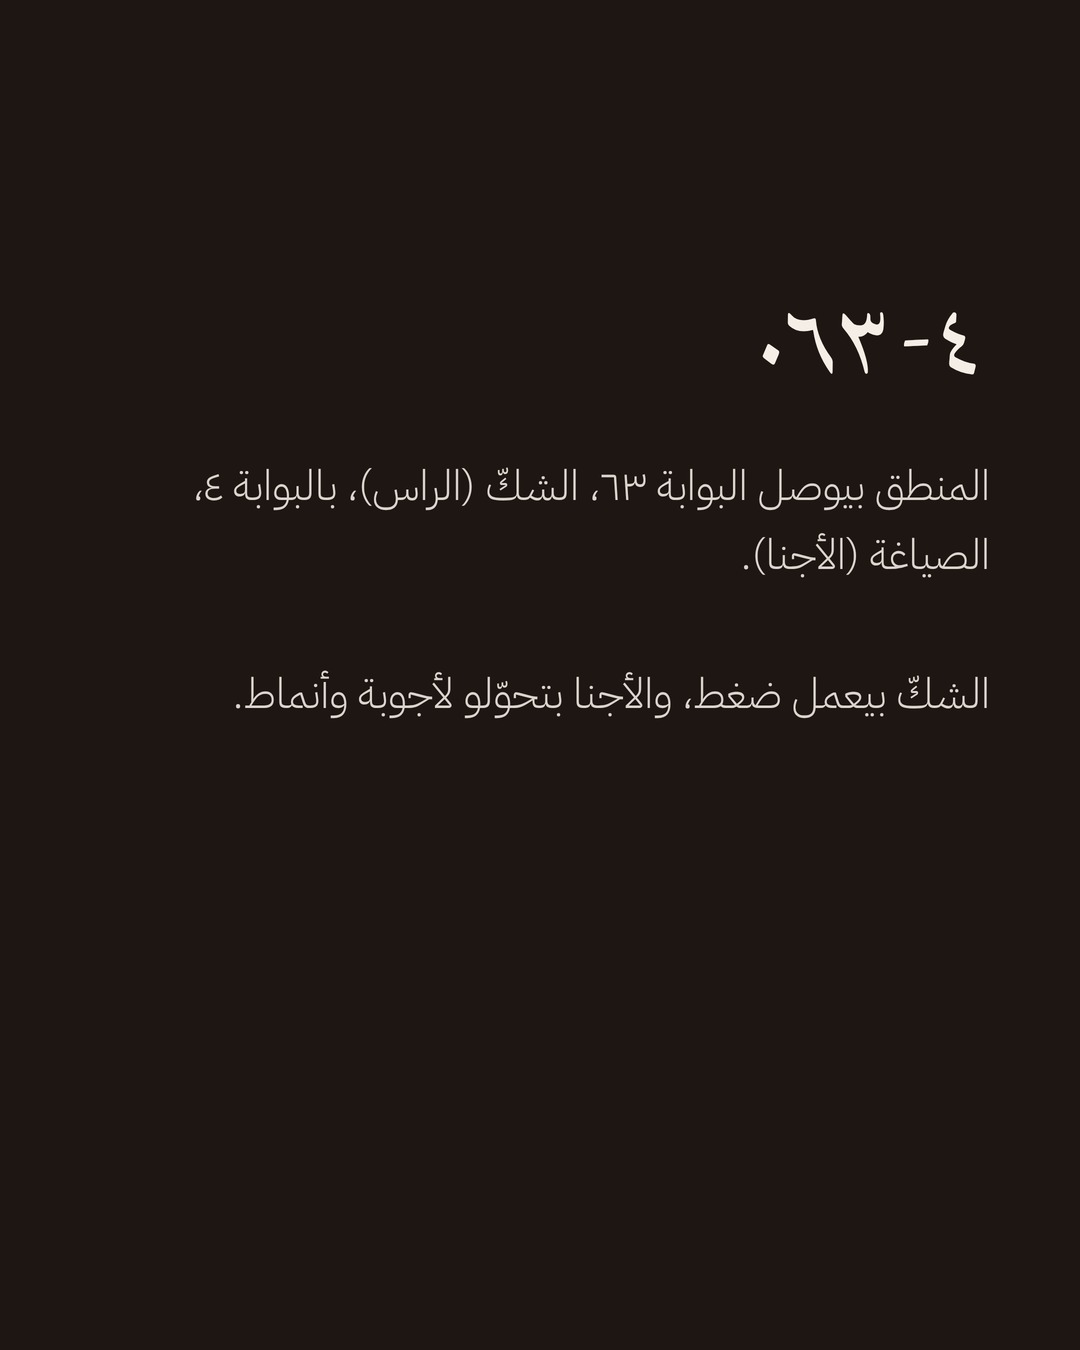 ٤-٦٣.
المنطق بيوصل البوابة ٦٣، الشكّ (الراس)، بالبوابة ٤،
الصياغة (الأجنا).
الشكّ بيعمل ضغط، والأجنا بتحوّلو لأجوبة وأنماط.